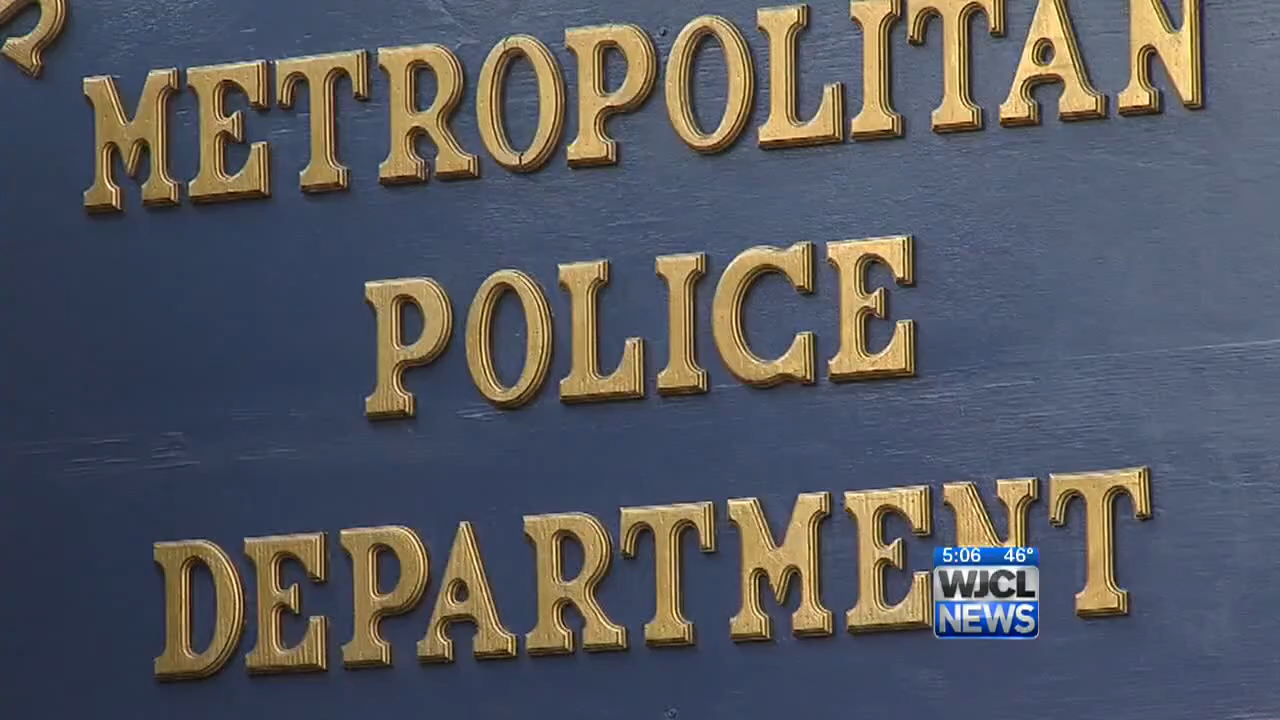 METROPOLITAN
POLICE
DEPARTMENT
5:06 46°
WJCL
NEWS